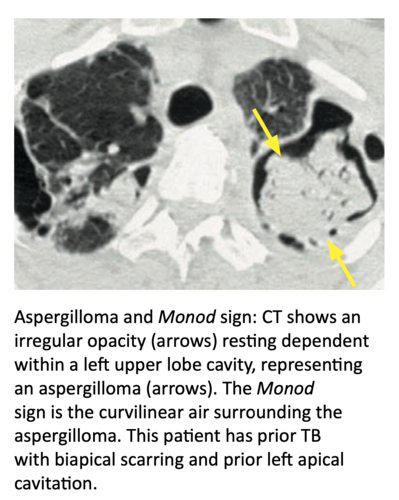 Aspergilloma and Monod sign: CT shows an
irregular opacity (arrows) resting dependent
within a left upper lobe cavity, representing
an aspergilloma (arrows). The Monod
sign is the curvilinear air surrounding the
aspergilloma. This patient has prior TB
with biapical scarring and prior left apical
cavitation.